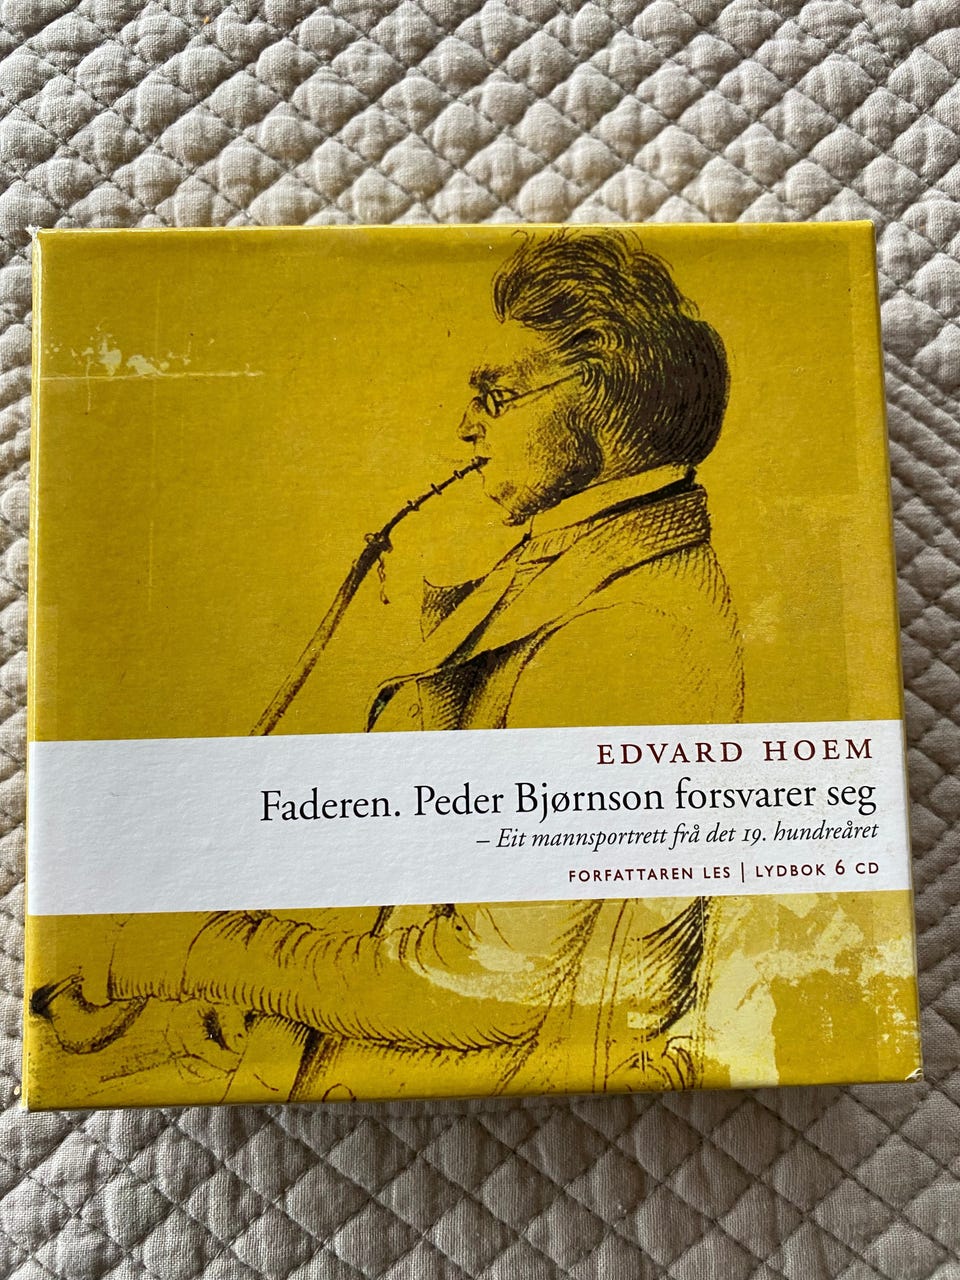 EDVARD HOEM
Faderen. Peder Bjørnson forsvarer seg
– Eit mannsportrett frå det 19. hundreåret
FORFATTAREN LES | LYDBOK 6 CD